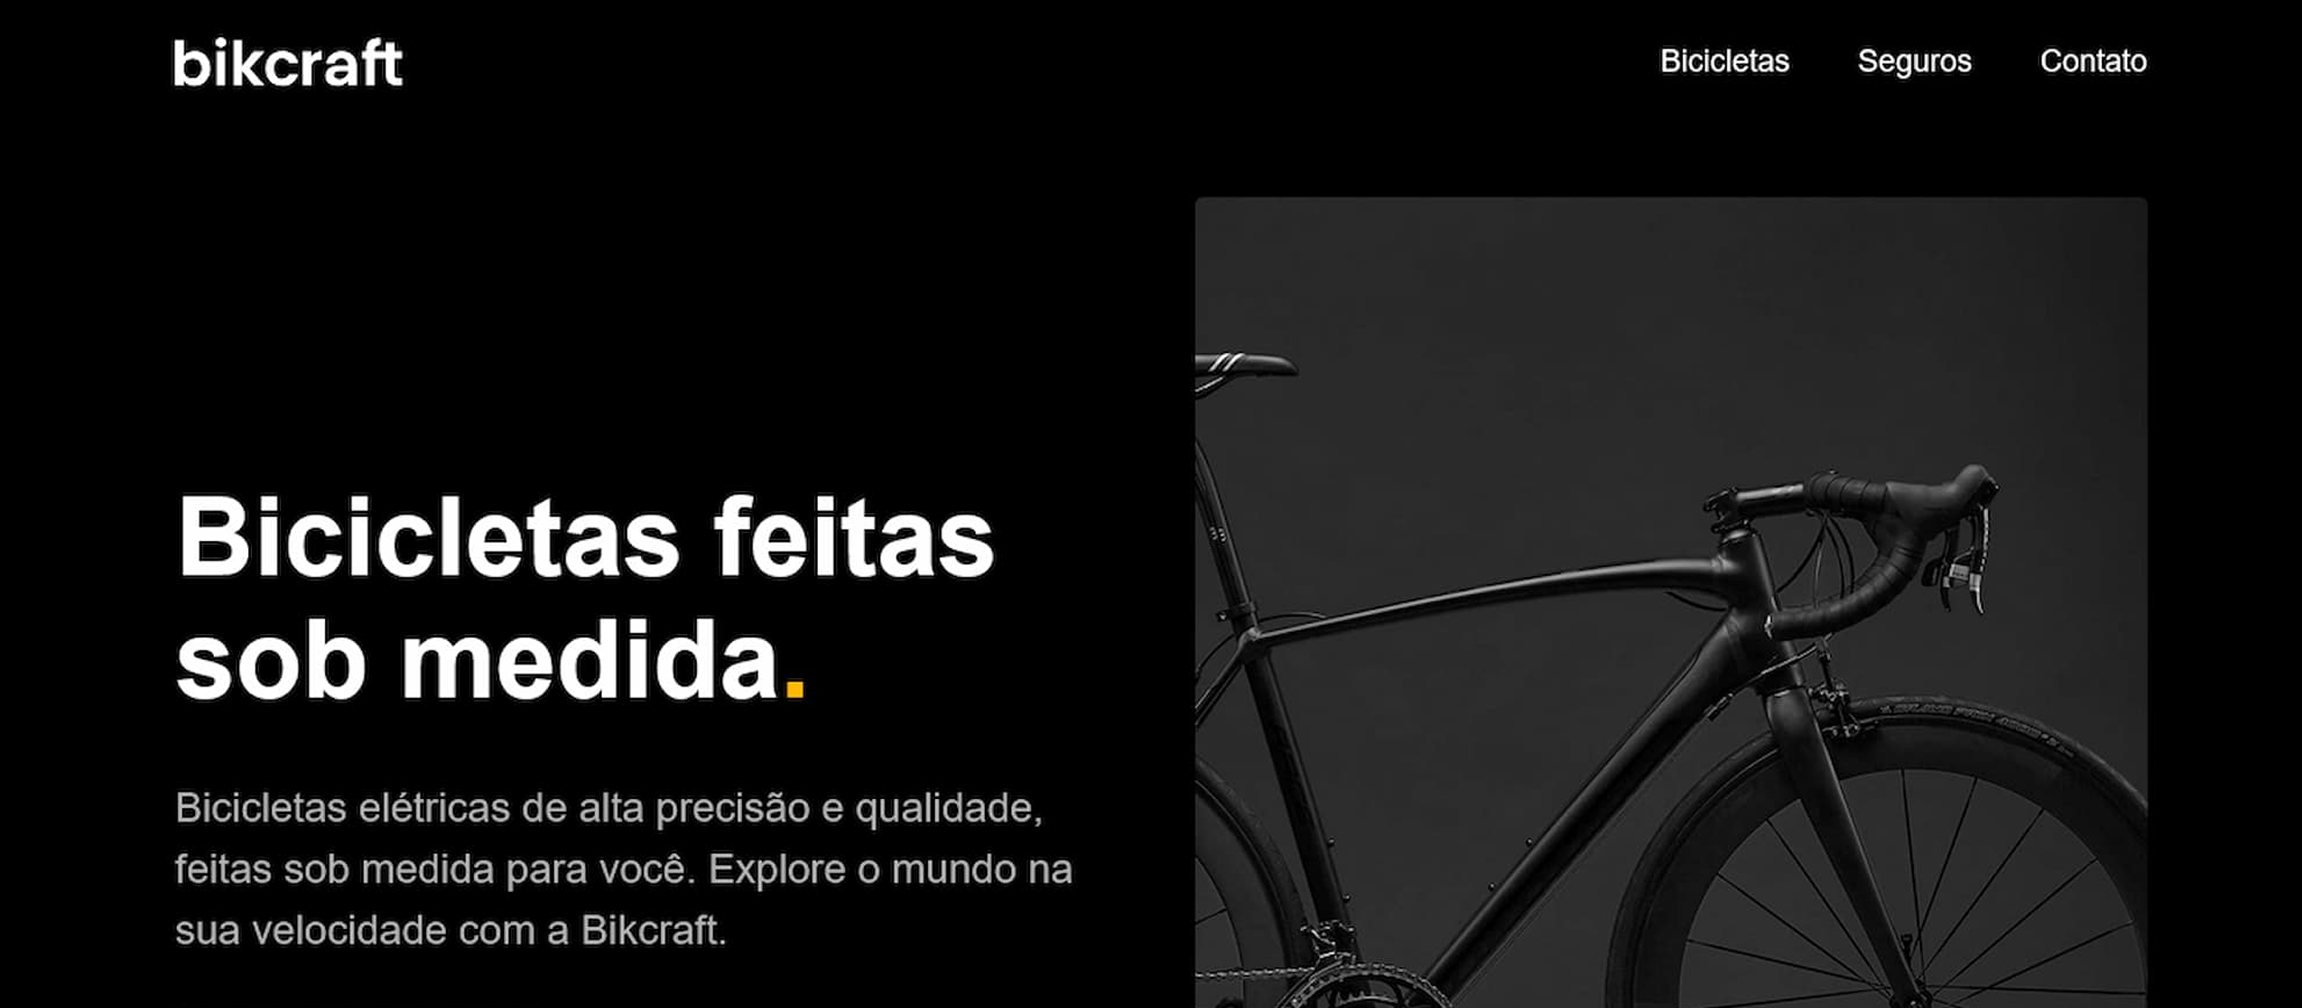 bikcraft
Bicicletas Seguros Contato
Bicicletas feitas
sob medida.
Bicicletas elétricas de alta precisão e qualidade,
feitas sob medida para você. Explore o mundo na
sua velocidade com a Bikcraft.